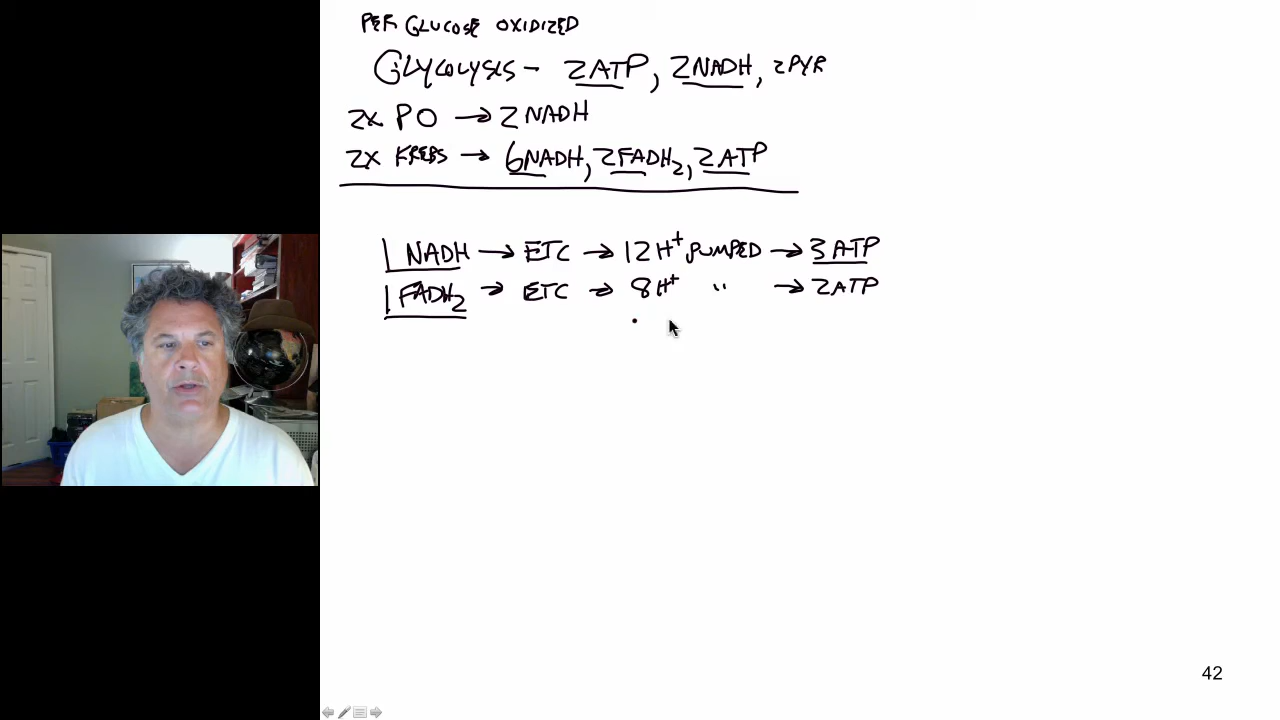 PER GLUCOSE OXIDIZED
GLYCOLYSIS - 2ATP, 2NADH, 2PYR
2X PO → 2NADH
2X KREBS → 6NADH, 2FADH₂, 2ATP
1 NADH → ETC → 12H⁺ PUMPED → 3ATP
1 FADH₂ → ETC → 8H⁺ " → 2ATP
42